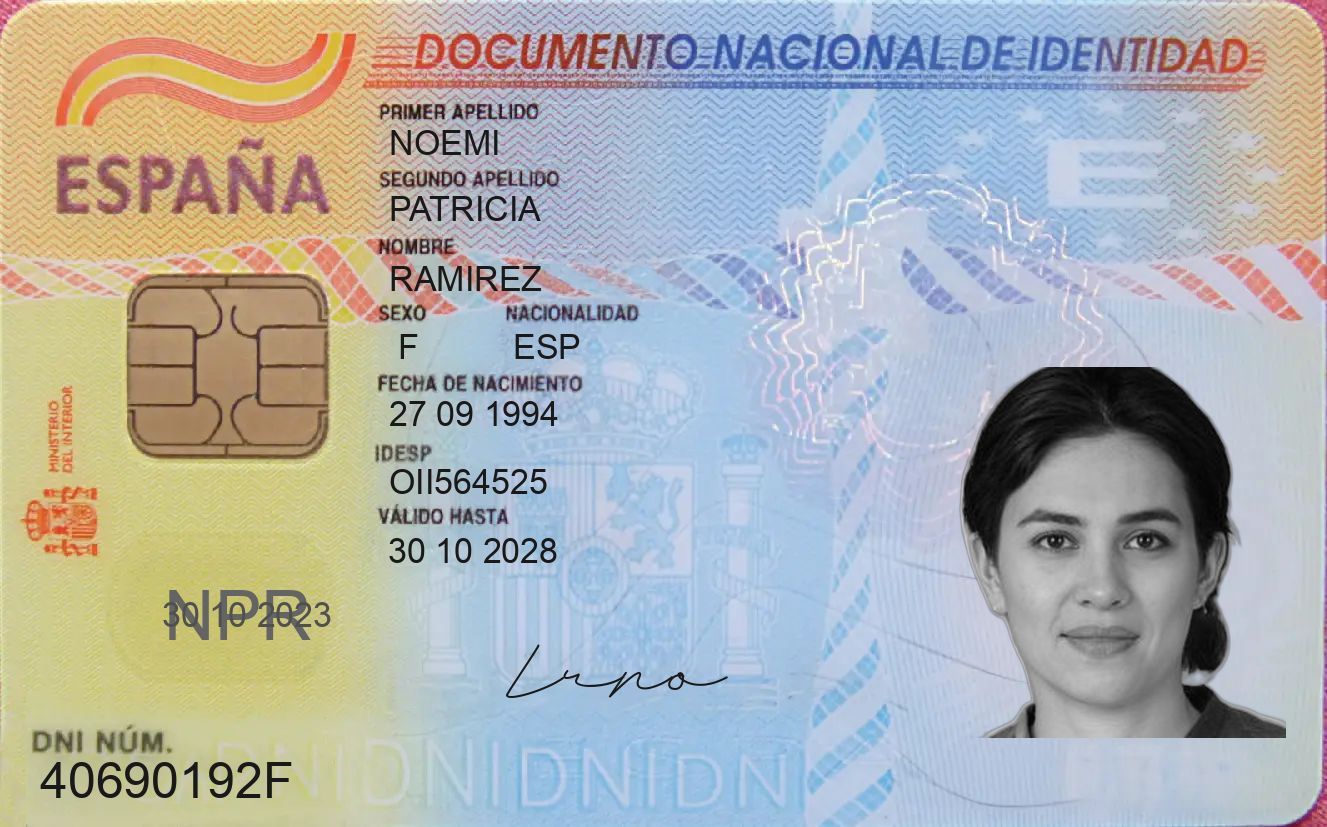 DOCUMENTO NACIONAL DE IDENTIDAD
ESPAÑA
PRIMER APELLIDO
NOEMI
SEGUNDO APELLIDO
PATRICIA
NOMBRE
RAMIREZ
SEXO NACIONALIDAD
F ESP
FECHA DE NACIMIENTO
27 09 1994
IDESP
OII564525
VÁLIDO HASTA
30 10 2028
MINISTERIO
DEL INTERIOR
NPR
30 10 2023
Lrpo
DNI NÚM.
40690192F
E
DNIDNIDNIDNI